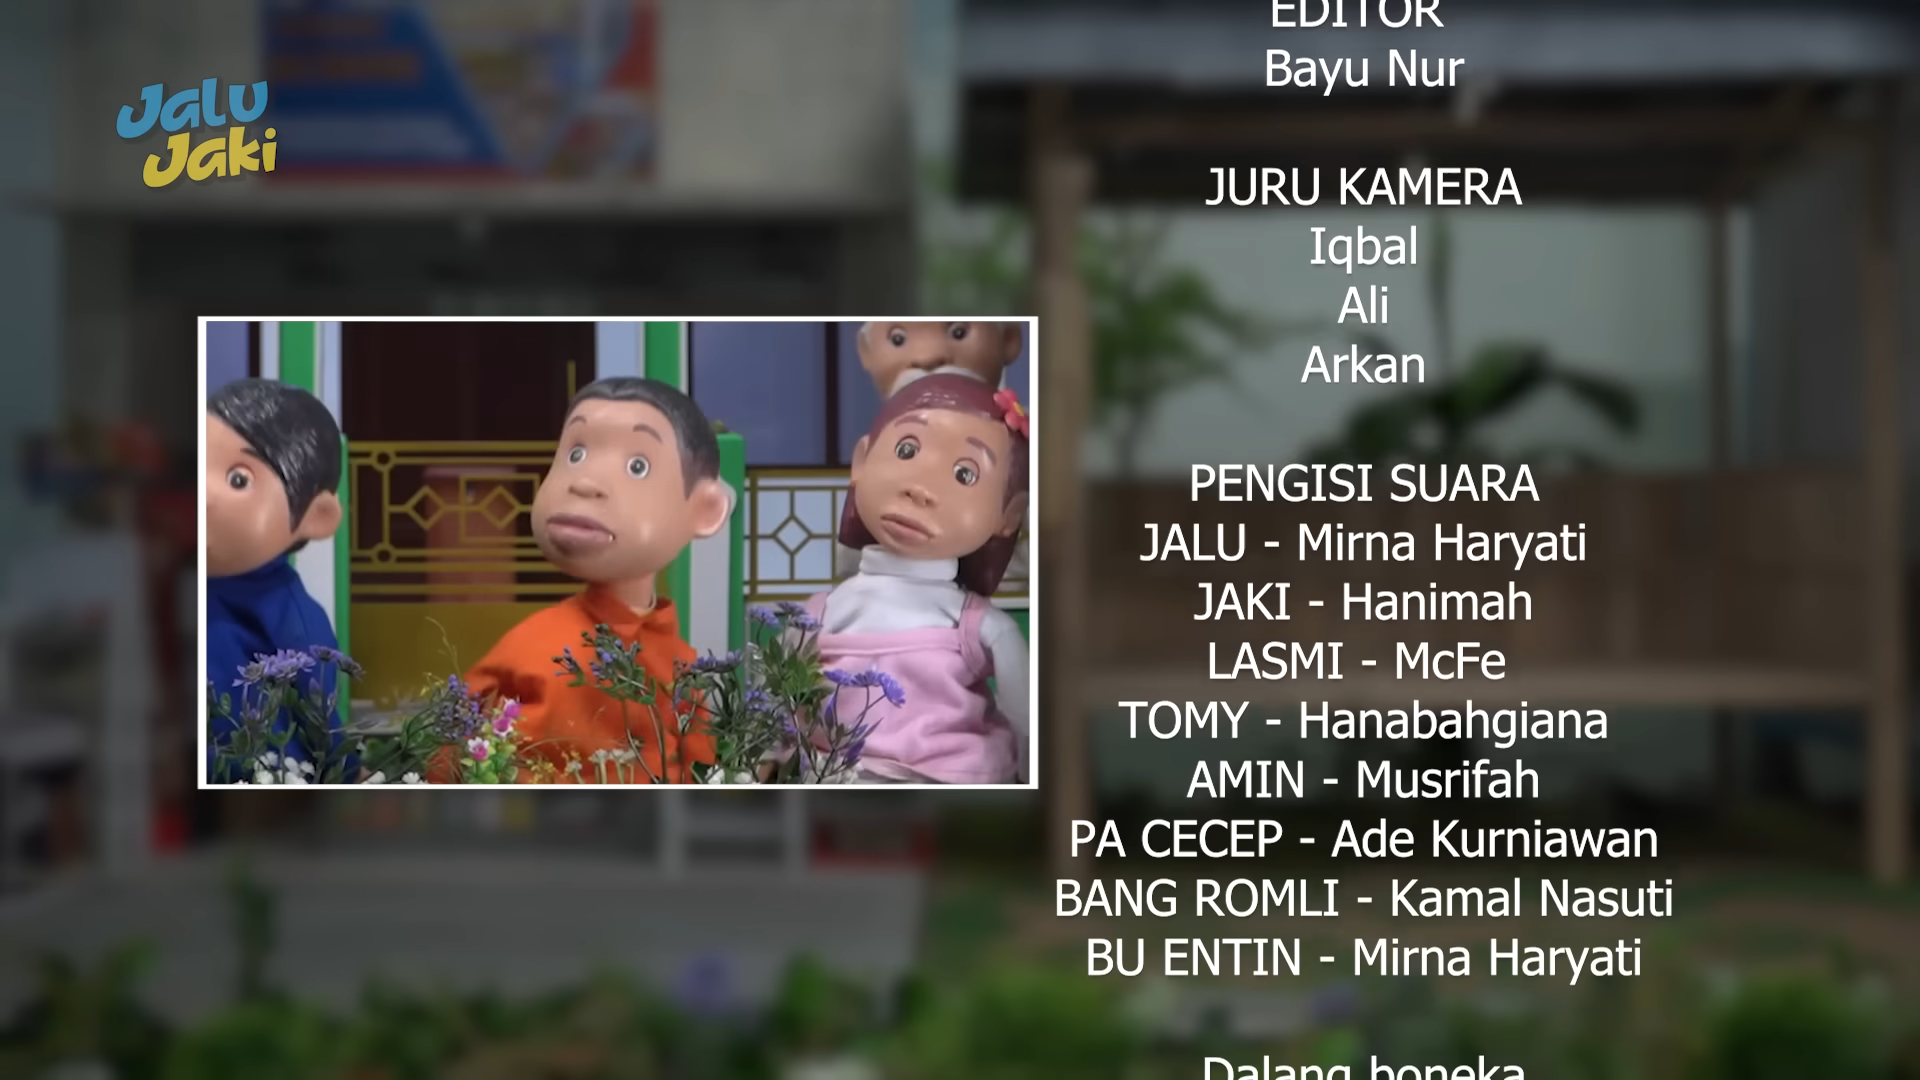 Jalu
Jaki
EDITOR
Bayu Nur
JURU KAMERA
Iqbal
Ali
Arkan
PENGISI SUARA
JALU - Mirna Haryati
JAKI - Hanimah
LASMI - McFe
TOMY - Hanabahgiana
AMIN - Musrifah
PA CECEP - Ade Kurniawan
BANG ROMLI - Kamal Nasuti
BU ENTIN - Mirna Haryati
Dalang boneka